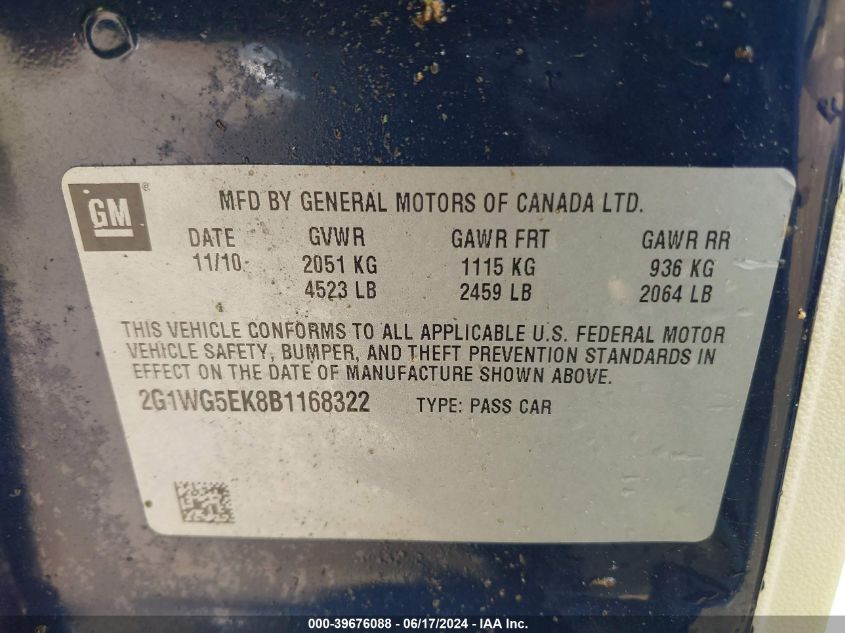 GM
®
MFD BY GENERAL MOTORS OF CANADA LTD.
DATE GVWR GAWR FRT GAWR RR
11/10 2051 KG 1115 KG 936 KG
4523 LB 2459 LB 2064 LB
THIS VEHICLE CONFORMS TO ALL APPLICABLE U.S. FEDERAL MOTOR
VEHICLE SAFETY, BUMPER, AND THEFT PREVENTION STANDARDS IN
EFFECT ON THE DATE OF MANUFACTURE SHOWN ABOVE.
2G1WG5EK8B1168322 TYPE: PASS CAR
000-39676088 - 06/17/2024 - IAA Inc.